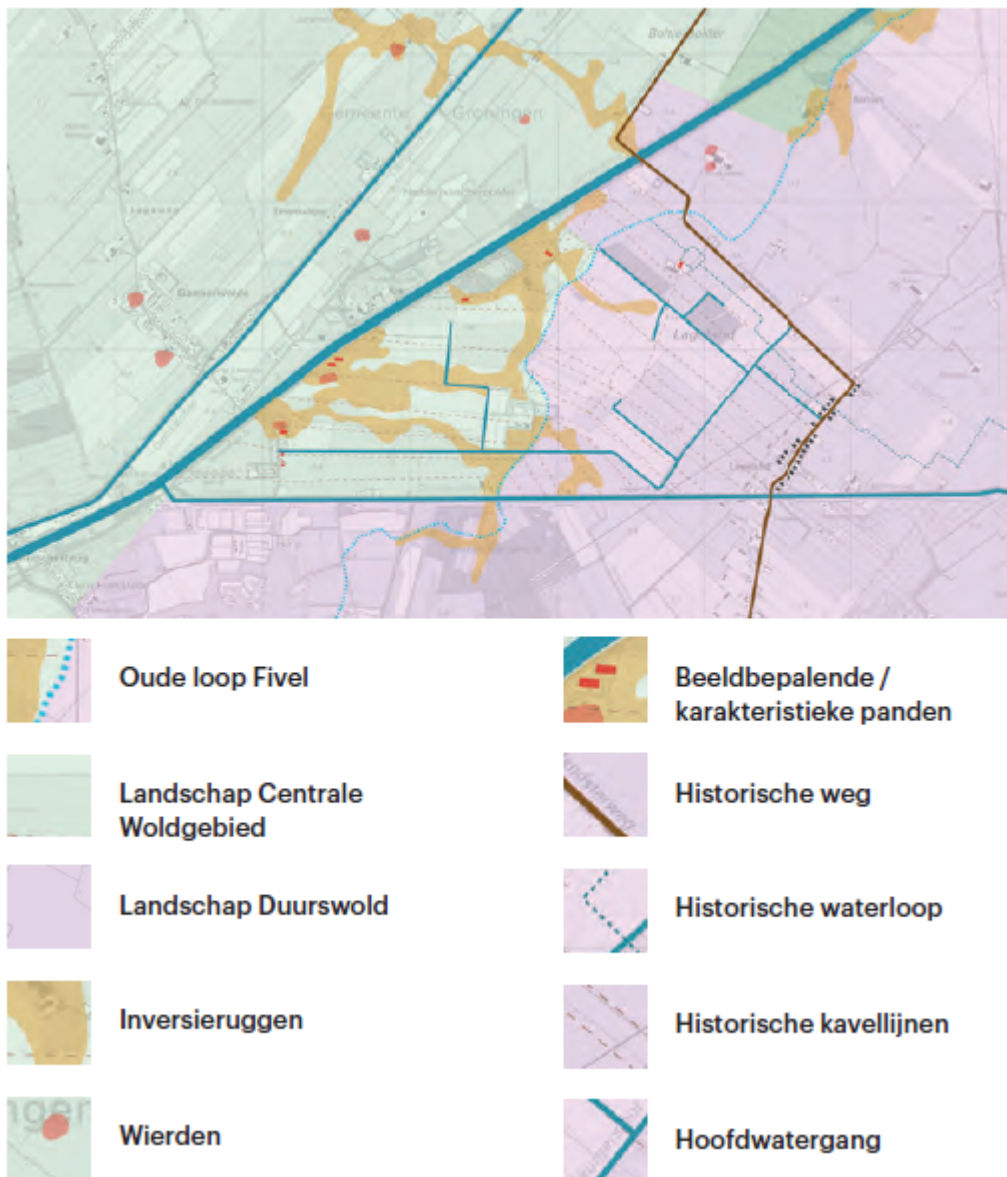 Gemeente Groningen
Oude loop Fivel
Landschap Centrale
Woldgebied
Landschap Duurswold
Inversieruggen
Wierden
Beeldbepalende /
karakteristieke panden
Historische weg
Historische waterloop
Historische kavellijnen
Hoofdwatergang